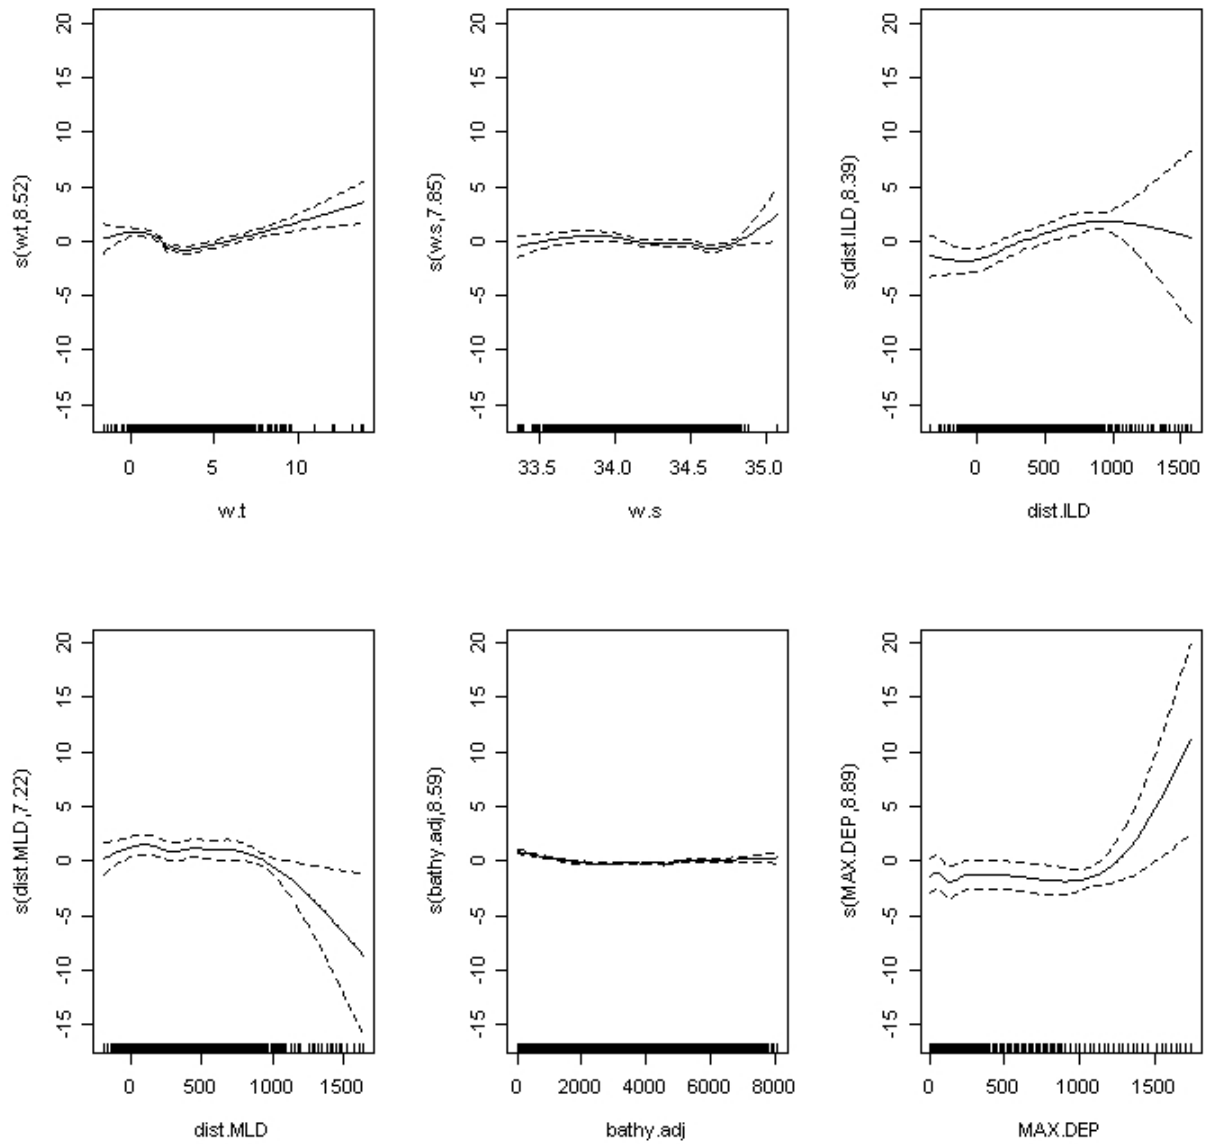 20
15
10
5
0
-5
-10
-15
s(w.t,8.52)
0 5 10
w.t
20
15
10
5
0
-5
-10
-15
s(w.s,7.85)
33.5 34.0 34.5 35.0
w.s
20
15
10
5
0
-5
-10
-15
s(dist.ILD,8.39)
0 500 1000 1500
dist.ILD
20
15
10
5
0
-5
-10
-15
s(dist.MLD,7.22)
0 500 1000 1500
dist.MLD
20
15
10
5
0
-5
-10
-15
s(bathy.adj,8.59)
0 2000 4000 6000 8000
bathy.adj
20
15
10
5
0
-5
-10
-15
s(MAX.DEP,8.89)
0 500 1000 1500
MAX.DEP